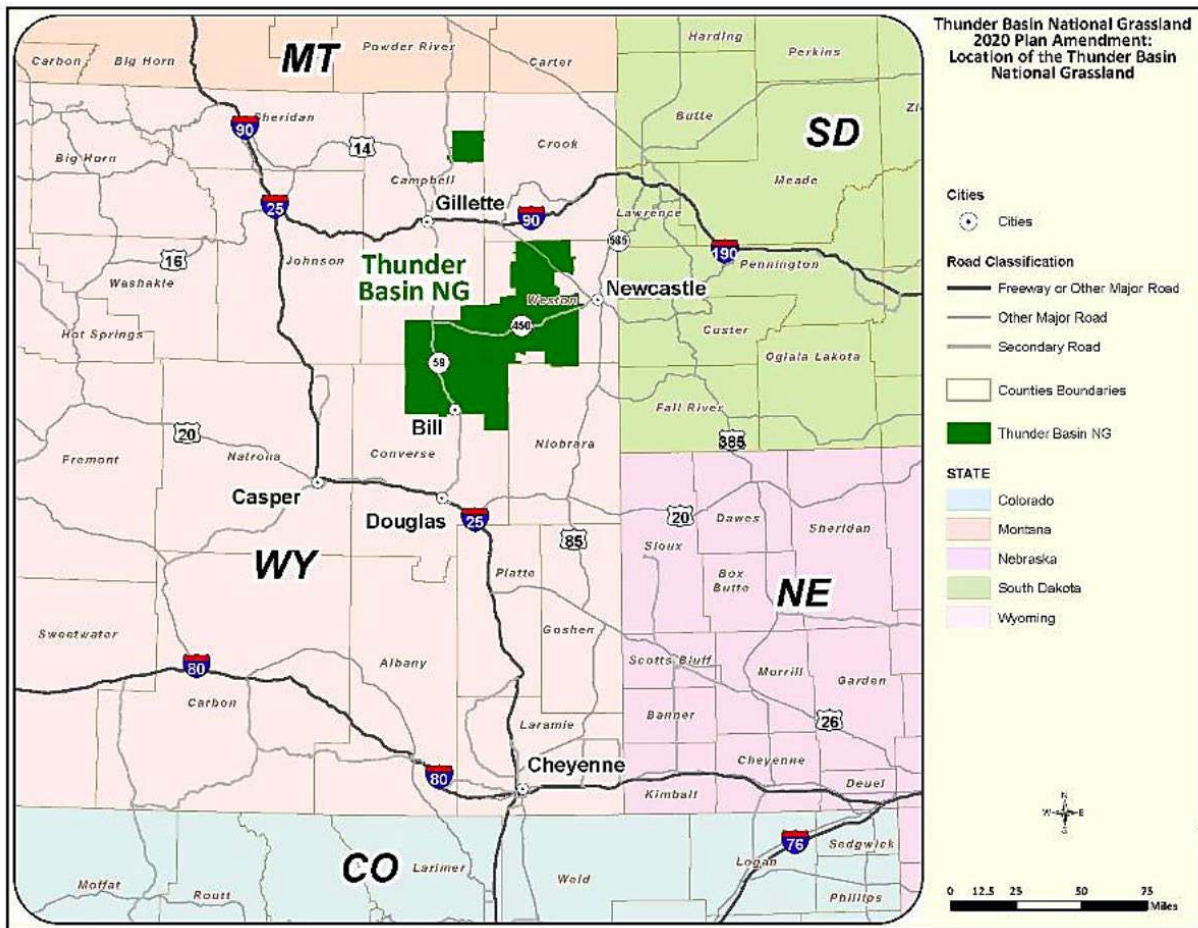 Thunder Basin National Grassland
2020 Plan Amendment:
Location of the Thunder Basin
National Grassland
Cities
Cities
Road Classification
Freeway or Other Major Road
Other Major Road
Secondary Road
Counties Boundaries
Thunder Basin NG
STATE
Colorado
Montana
Nebraska
South Dakota
Wyoming
N
W
E
S
0 12.5 25 50 75
Miles
MT
Carbon
Big Horn
Powder River
Carter
Harding
Perkins
SD
Butte
Meade
Sheridan
90
14
Big Horn
Crook
Campbell
Gillette
25
90
Lawrence
585
190
Pennington
16
Johnson
Washakie
Thunder
Basin NG
Newcastle
Weston
450
Hot Springs
Custer
Oglala Lakota
59
Bill
Fall River
385
20
Natrona
Fremont
Converse
Niobrara
Casper
Douglas
25
85
20
Dawes
Sheridan
Sioux
WY
Platte
Box
Butte
NE
Sweetwater
Goshen
80
Albany
Scotts Bluff
Morrill
Garden
Carbon
Banner
26
Laramie
80
Cheyenne
Cheyenne
Deuel
Kimball
76
Sedgwick
CO
Larimer
Weld
Logan
Moffat
Routt
Phillips